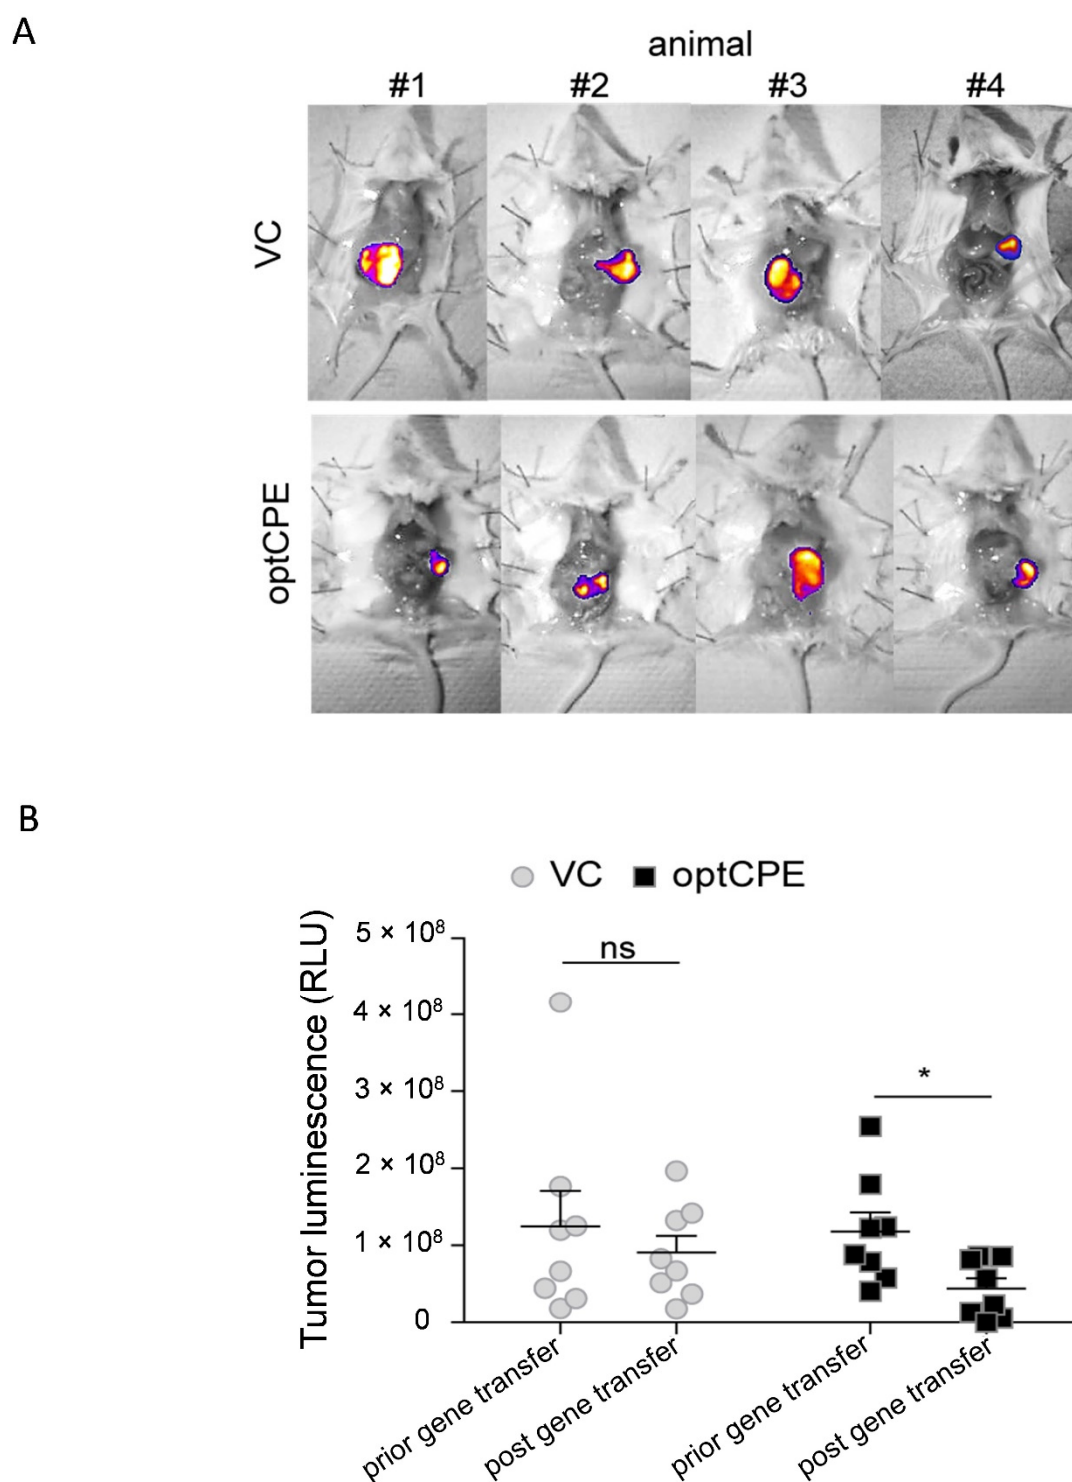 A
animal
#1 #2 #3 #4
VC
optCPE
B
VC optCPE
Tumor luminescence (RLU)
5 × 10⁸
4 × 10⁸
3 × 10⁸
2 × 10⁸
1 × 10⁸
0
ns
*
prior gene transfer
post gene transfer
prior gene transfer
post gene transfer